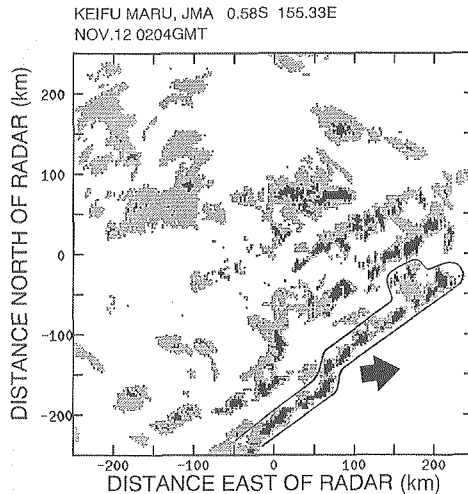 KEIFU MARU, JMA 0.58S 155.33E
NOV.12 0204GMT
DISTANCE NORTH OF RADAR (km)
200
100
0
-100
-200
-200 -100 0 100 200
DISTANCE EAST OF RADAR (km)